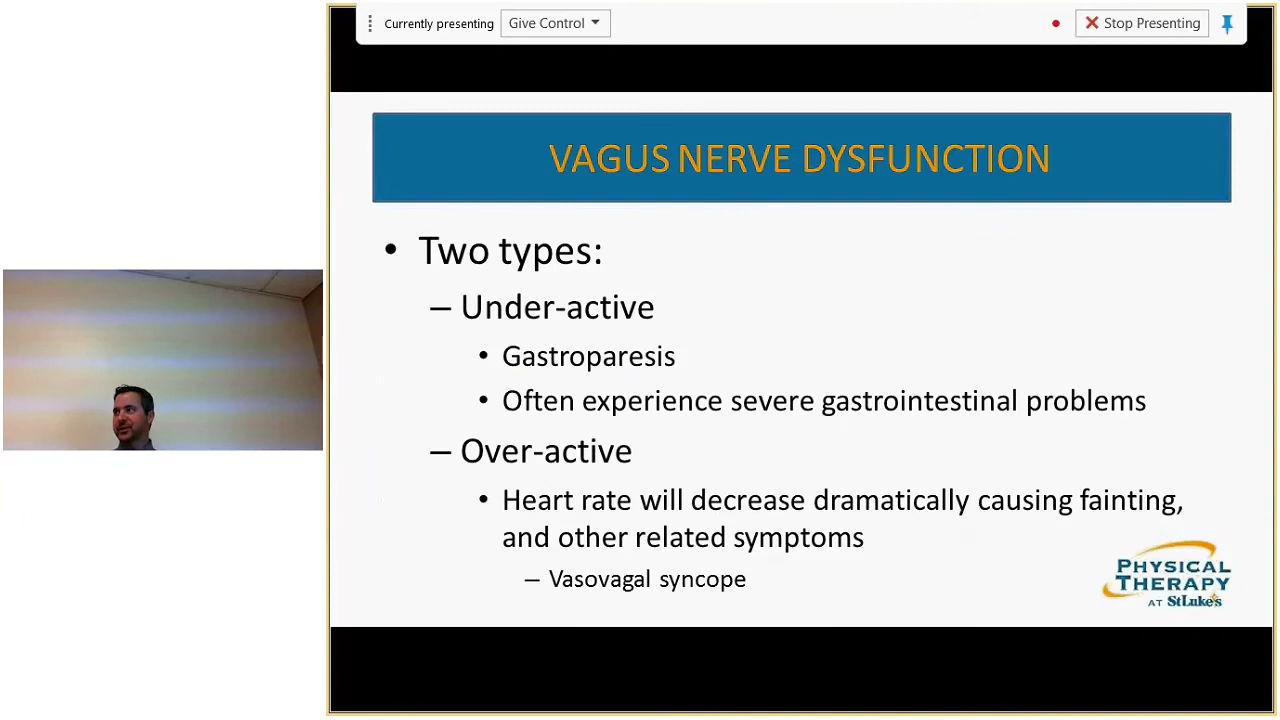 Currently presenting Give Control Stop Presenting
VAGUS NERVE DYSFUNCTION
• Two types:
– Under-active
• Gastroparesis
• Often experience severe gastrointestinal problems
– Over-active
• Heart rate will decrease dramatically causing fainting,
and other related symptoms
– Vasovagal syncope
PHYSICAL
THERAPY
AT StLuke's